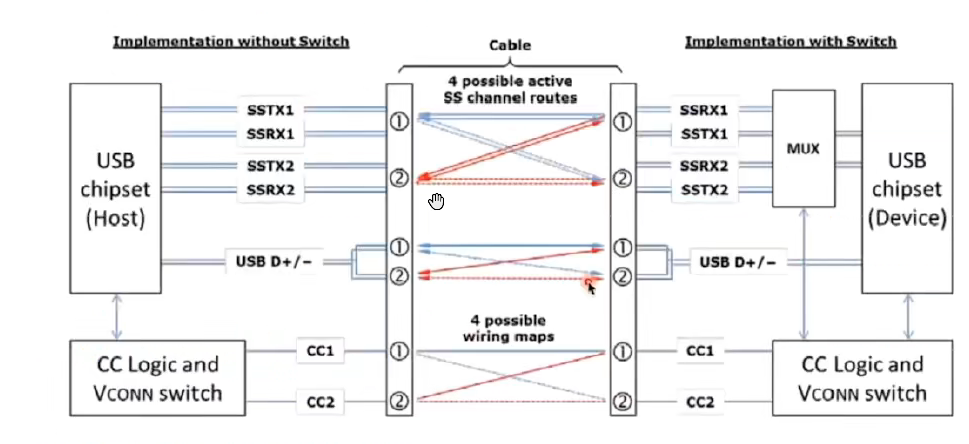 Implementation without Switch
Cable
Implementation with Switch
4 possible active
SS channel routes
USB
chipset
(Host)
SSTX1
SSRX1
SSTX2
SSRX2
USB D+/−
①
②
①
②
①
②
①
②
①
②
①
②
SSRX1
SSTX1
SSRX2
SSTX2
USB D+/−
MUX
USB
chipset
(Device)
4 possible
wiring maps
CC Logic and
VCONN switch
CC1
CC2
CC1
CC2
CC Logic and
VCONN switch